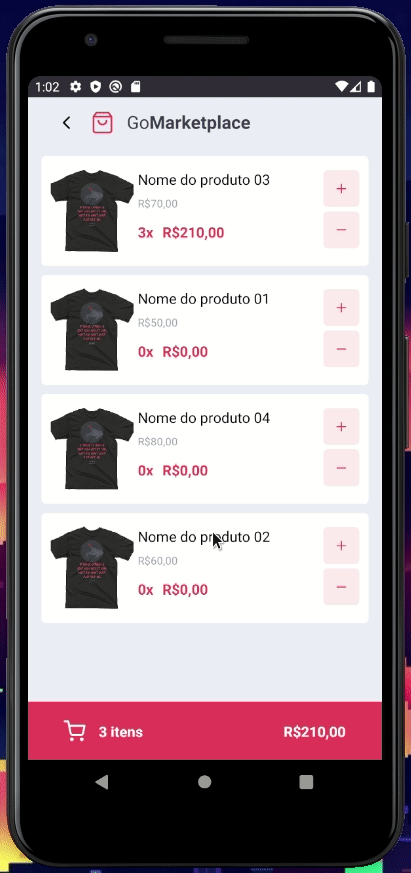 1:02
GoMarketplace
Nome do produto 03
R$70,00
3x R$210,00
+
−
Nome do produto 01
R$50,00
0x R$0,00
+
−
Nome do produto 04
R$80,00
0x R$0,00
+
−
Nome do produto 02
R$60,00
0x R$0,00
+
−
3 itens R$210,00